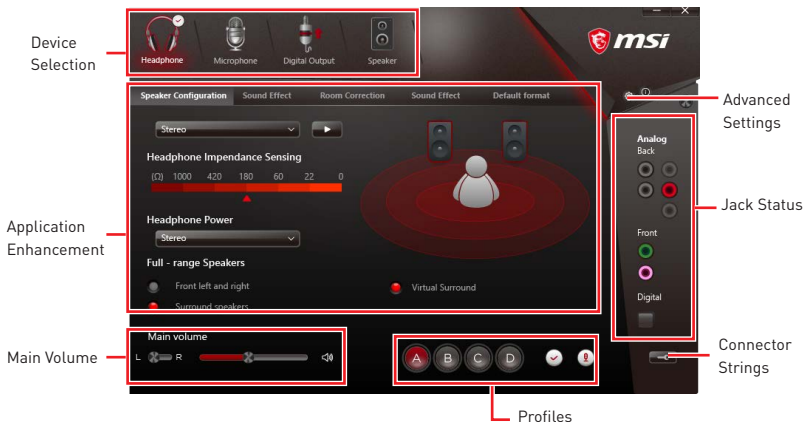 Device
Selection
Headphone
Microphone
Digital Output
Speaker
msi
Speaker Configuration
Sound Effect
Room Correction
Sound Effect
Default format
Advanced
Settings
Stereo
Headphone Impendance Sensing
(Ω) 1000 420 180 60 22 0
Headphone Power
Stereo
Full - range Speakers
Front left and right
Virtual Surround
Surround speakers
Application
Enhancement
Analog
Back
Front
Digital
Jack Status
Main volume
L R
Main Volume
A B C D
Connector
Strings
Profiles